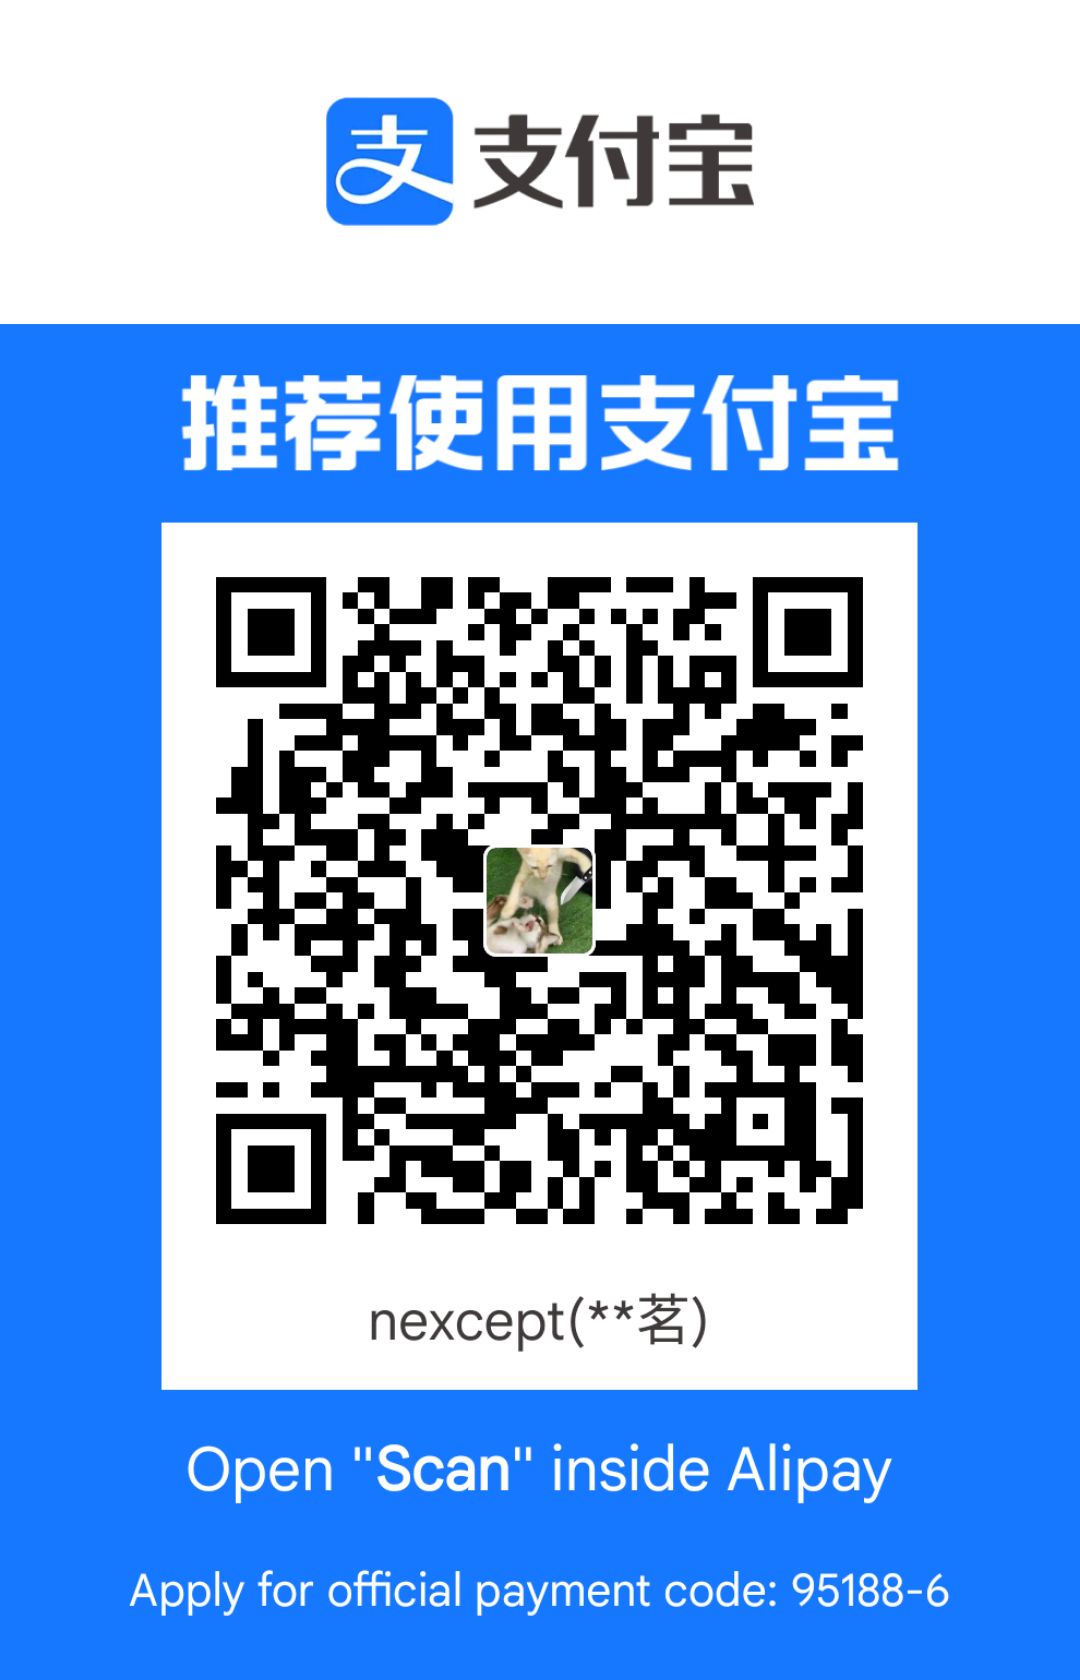 支 支付宝
推荐使用支付宝
nexcept(**茗)
Open "Scan" inside Alipay
Apply for official payment code: 95188-6